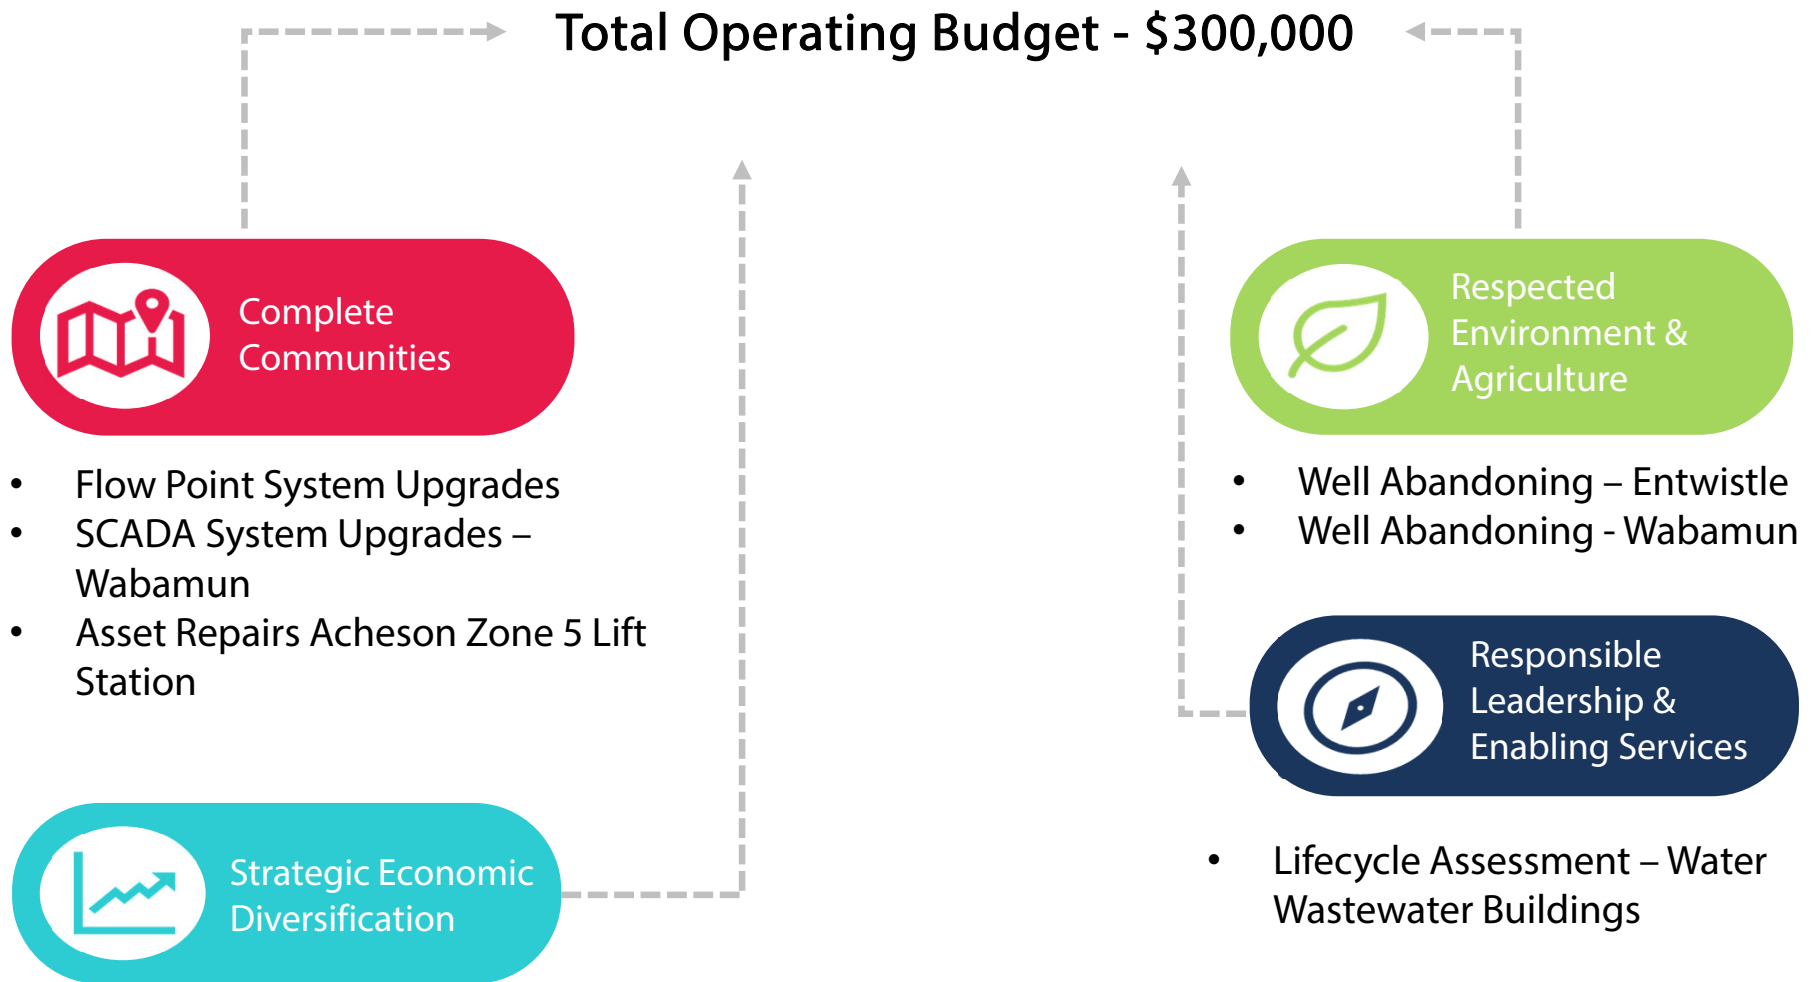 Total Operating Budget - $300,000
Complete
Communities
• Flow Point System Upgrades
• SCADA System Upgrades –
Wabamun
• Asset Repairs Acheson Zone 5 Lift
Station
Strategic Economic
Diversification
Respected
Environment &
Agriculture
• Well Abandoning – Entwistle
• Well Abandoning - Wabamun
Responsible
Leadership &
Enabling Services
• Lifecycle Assessment – Water
Wastewater Buildings